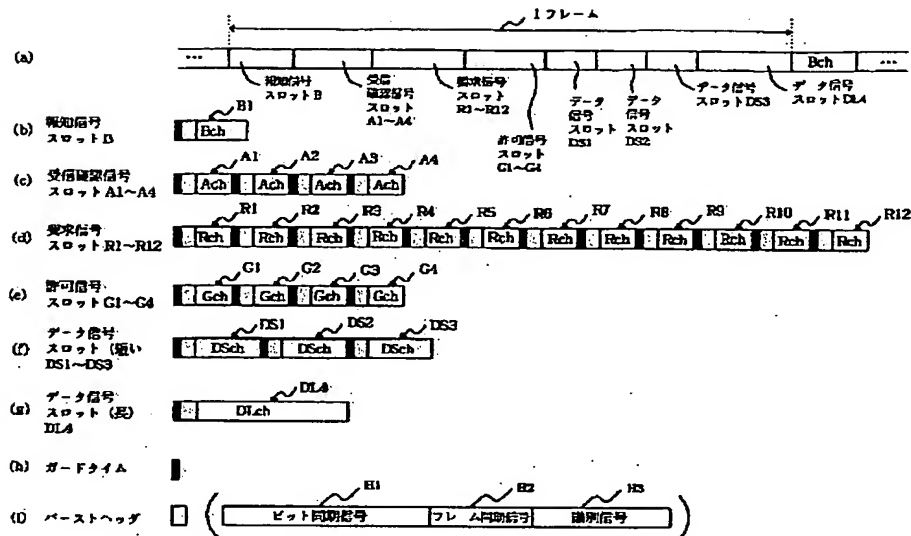 1フレーム
(a) ... Bch ...
報知信号
スロットB
受信
確認信号
スロット
A1~A4
要求信号
スロット
R1~R12
許可信号
スロット
G1~G4
データ
信号
スロット
DS1
データ
信号
スロット
DS2
データ信号
スロットDS3
データ信号
スロットDL4
(b) 報知信号
スロットB
B1
Bch
(c) 受信確認信号
スロットA1~A4
A1 A2 A3 A4
Ach Ach Ach Ach
(d) 要求信号
スロットR1~R12
R1 R2 R3 R4 R5 R6 R7 R8 R9 R10 R11 R12
Rch Rch Rch Rch Rch Rch Rch Rch Rch Rch Rch Rch
(e) 許可信号
スロットG1~G4
G1 G2 G3 G4
Gch Gch Gch Gch
(f) データ信号
スロット (短い
DS1~DS3
DS1 DS2 DS3
DSch DSch DSch
(g) データ信号
スロット (長)
DL4
DL4
DLch
(h) ガードタイム
(i) バーストヘッダ
H1 H2 H3
ビット同期信号 フレーム同期信号 識別信号